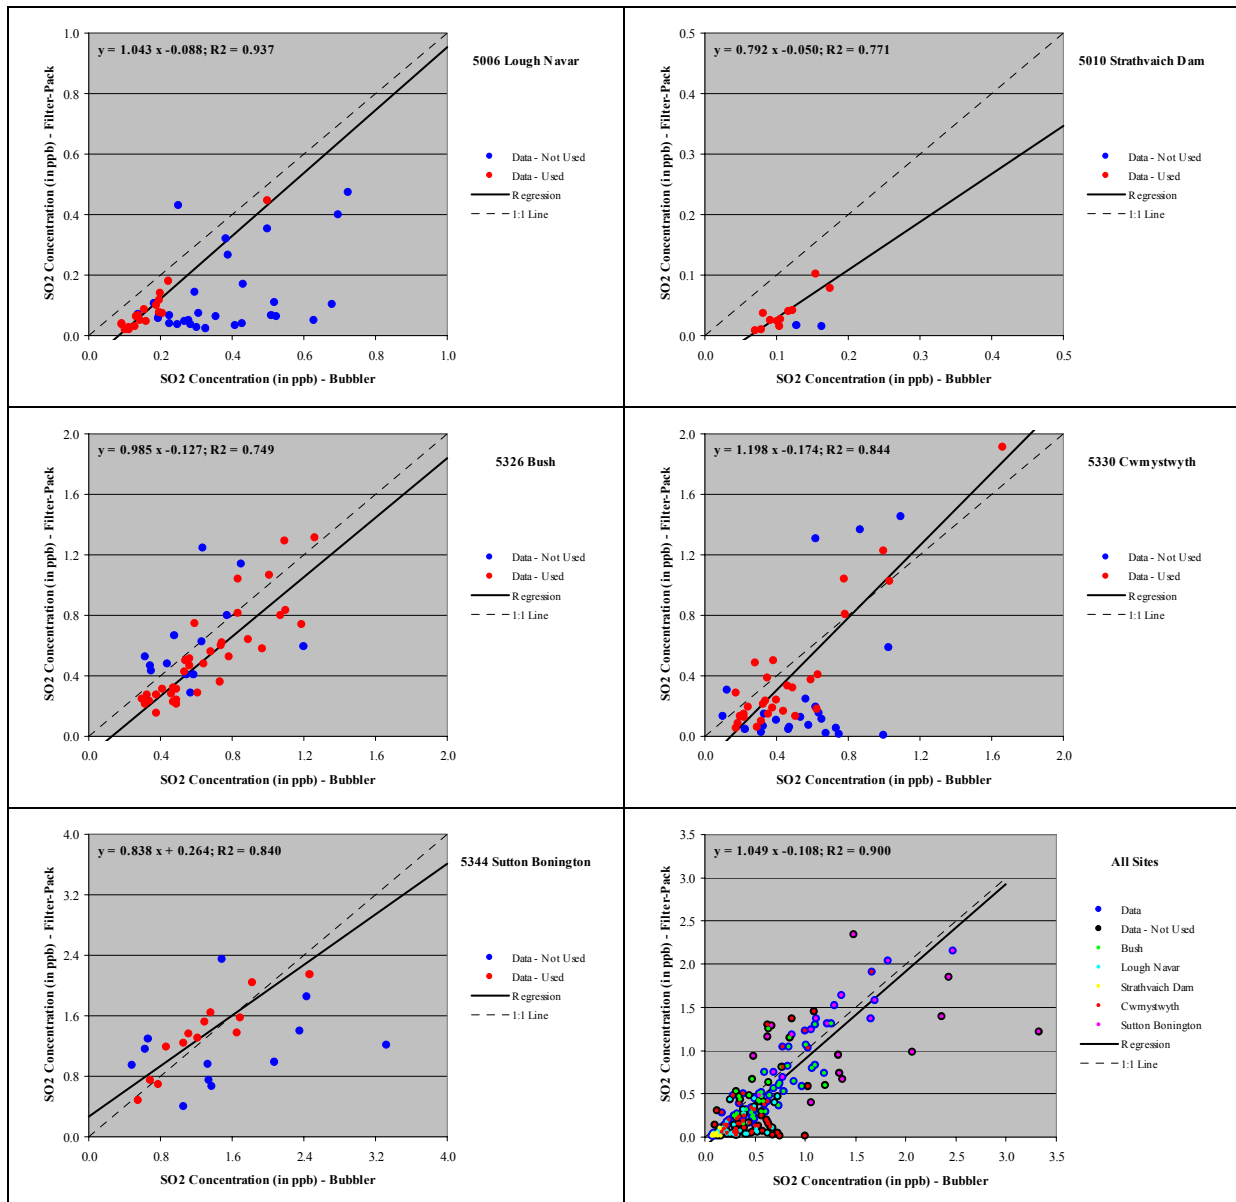 y = 1.043 x -0.088; R2 = 0.937
5006 Lough Navar
SO2 Concentration (in ppb) - Filter-Pack
1.0
0.8
0.6
0.4
0.2
0.0
0.0 0.2 0.4 0.6 0.8 1.0
SO2 Concentration (in ppb) - Bubbler
Data - Not Used
Data - Used
Regression
1:1 Line
y = 0.792 x -0.050; R2 = 0.771
5010 Strathvaich Dam
SO2 Concentration (in ppb) - Filter-Pack
0.5
0.4
0.3
0.2
0.1
0.0
0.0 0.1 0.2 0.3 0.4 0.5
SO2 Concentration (in ppb) - Bubbler
Data - Not Used
Data - Used
Regression
1:1 Line
y = 0.985 x -0.127; R2 = 0.749
5326 Bush
SO2 Concentration (in ppb) - Filter-Pack
2.0
1.6
1.2
0.8
0.4
0.0
0.0 0.4 0.8 1.2 1.6 2.0
SO2 Concentration (in ppb) - Bubbler
Data - Not Used
Data - Used
Regression
1:1 Line
y = 1.198 x -0.174; R2 = 0.844
5330 Cwmystwyth
SO2 Concentration (in ppb) - Filter-Pack
2.0
1.6
1.2
0.8
0.4
0.0
0.0 0.4 0.8 1.2 1.6 2.0
SO2 Concentration (in ppb) - Bubbler
Data - Not Used
Data - Used
Regression
1:1 Line
y = 0.838 x + 0.264; R2 = 0.840
5344 Sutton Bonington
SO2 Concentration (in ppb) - Filter-Pack
4.0
3.2
2.4
1.6
0.8
0.0
0.0 0.8 1.6 2.4 3.2 4.0
SO2 Concentration (in ppb) - Bubbler
Data - Not Used
Data - Used
Regression
1:1 Line
y = 1.049 x -0.108; R2 = 0.900
All Sites
SO2 Concentration (in ppb) - Filter-Pack
3.5
3.0
2.5
2.0
1.5
1.0
0.5
0.0
0.0 0.5 1.0 1.5 2.0 2.5 3.0 3.5
SO2 Concentration (in ppb) - Bubbler
Data
Data - Not Used
Bush
Lough Navar
Strathvaich Dam
Cwmystwyth
Sutton Bonington
Regression
1:1 Line